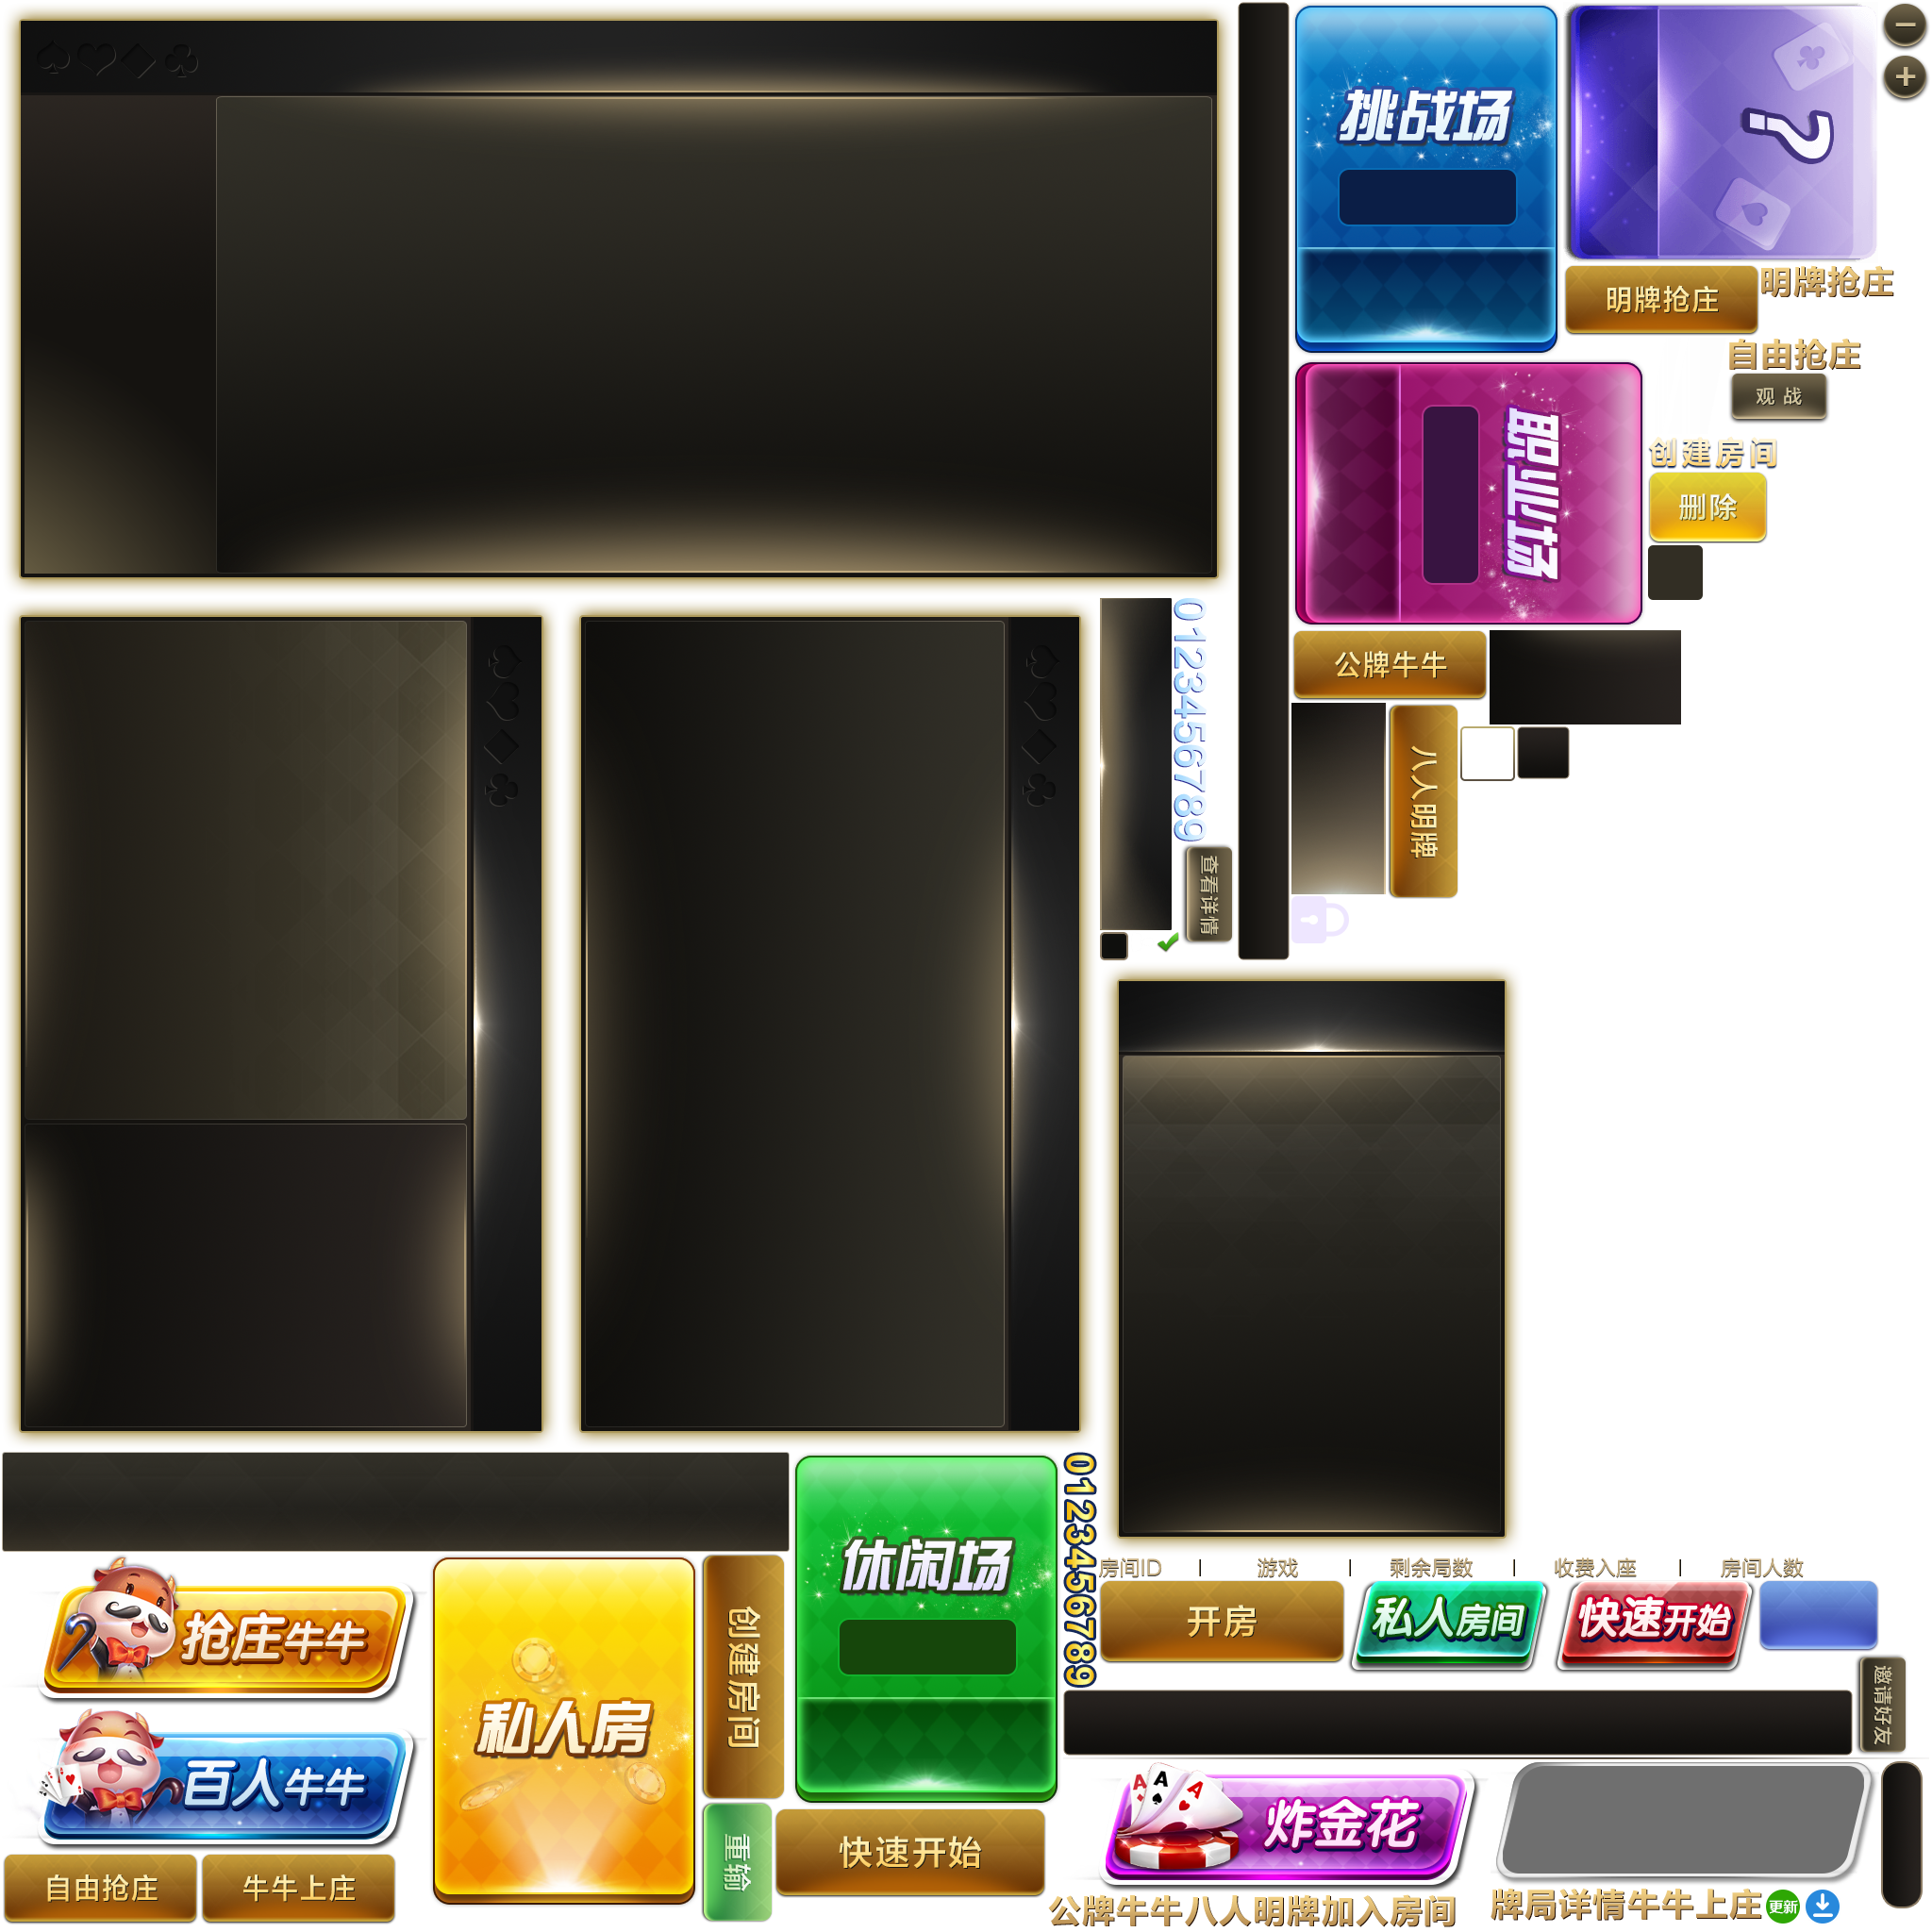 挑战场
?
明牌抢庄
明牌抢庄
自由抢庄
观战
职业场
创建房间
删除
0123456789
公牌牛牛
八人明牌
查看详情
休闲场
0123456789
房间ID | 游戏 | 剩余局数 | 收费入座 | 房间人数
抢庄牛牛
私人房
创建房间
开房
私人房间
快速开始
邀请好友
百人牛牛
重输
快速开始
A A A
炸金花
自由抢庄
牛牛上庄
公牌牛牛八人明牌加入房间
牌局详情牛牛上庄
更新